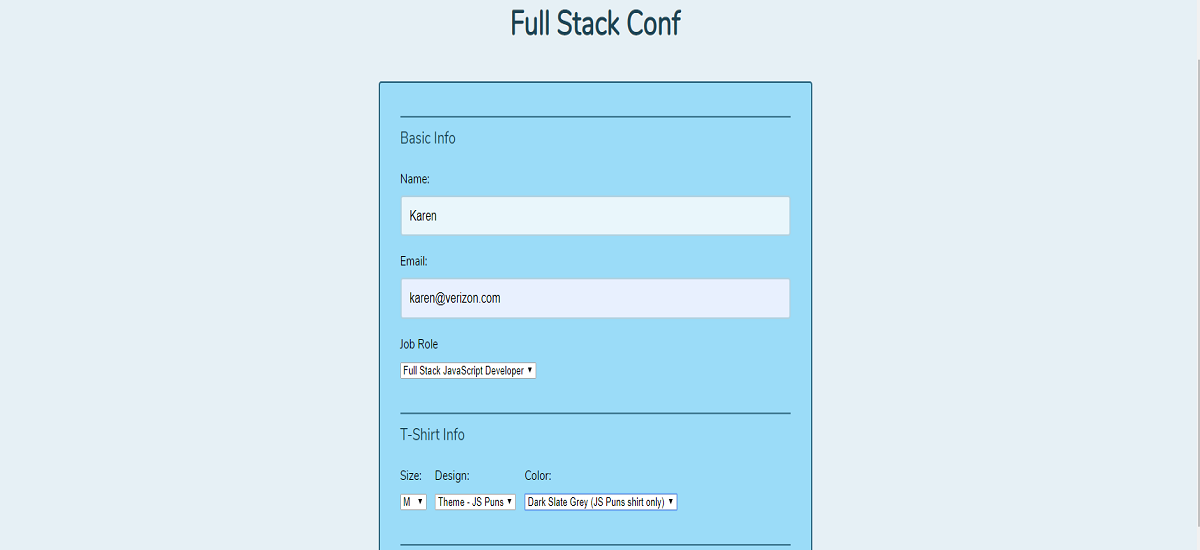 Full Stack Conf
Basic Info
Name:
Karen
Email:
karen@verizon.com
Job Role
Full Stack JavaScript Developer
T-Shirt Info
Size: Design: Color:
M Theme - JS Puns Dark Slate Grey (JS Puns shirt only)